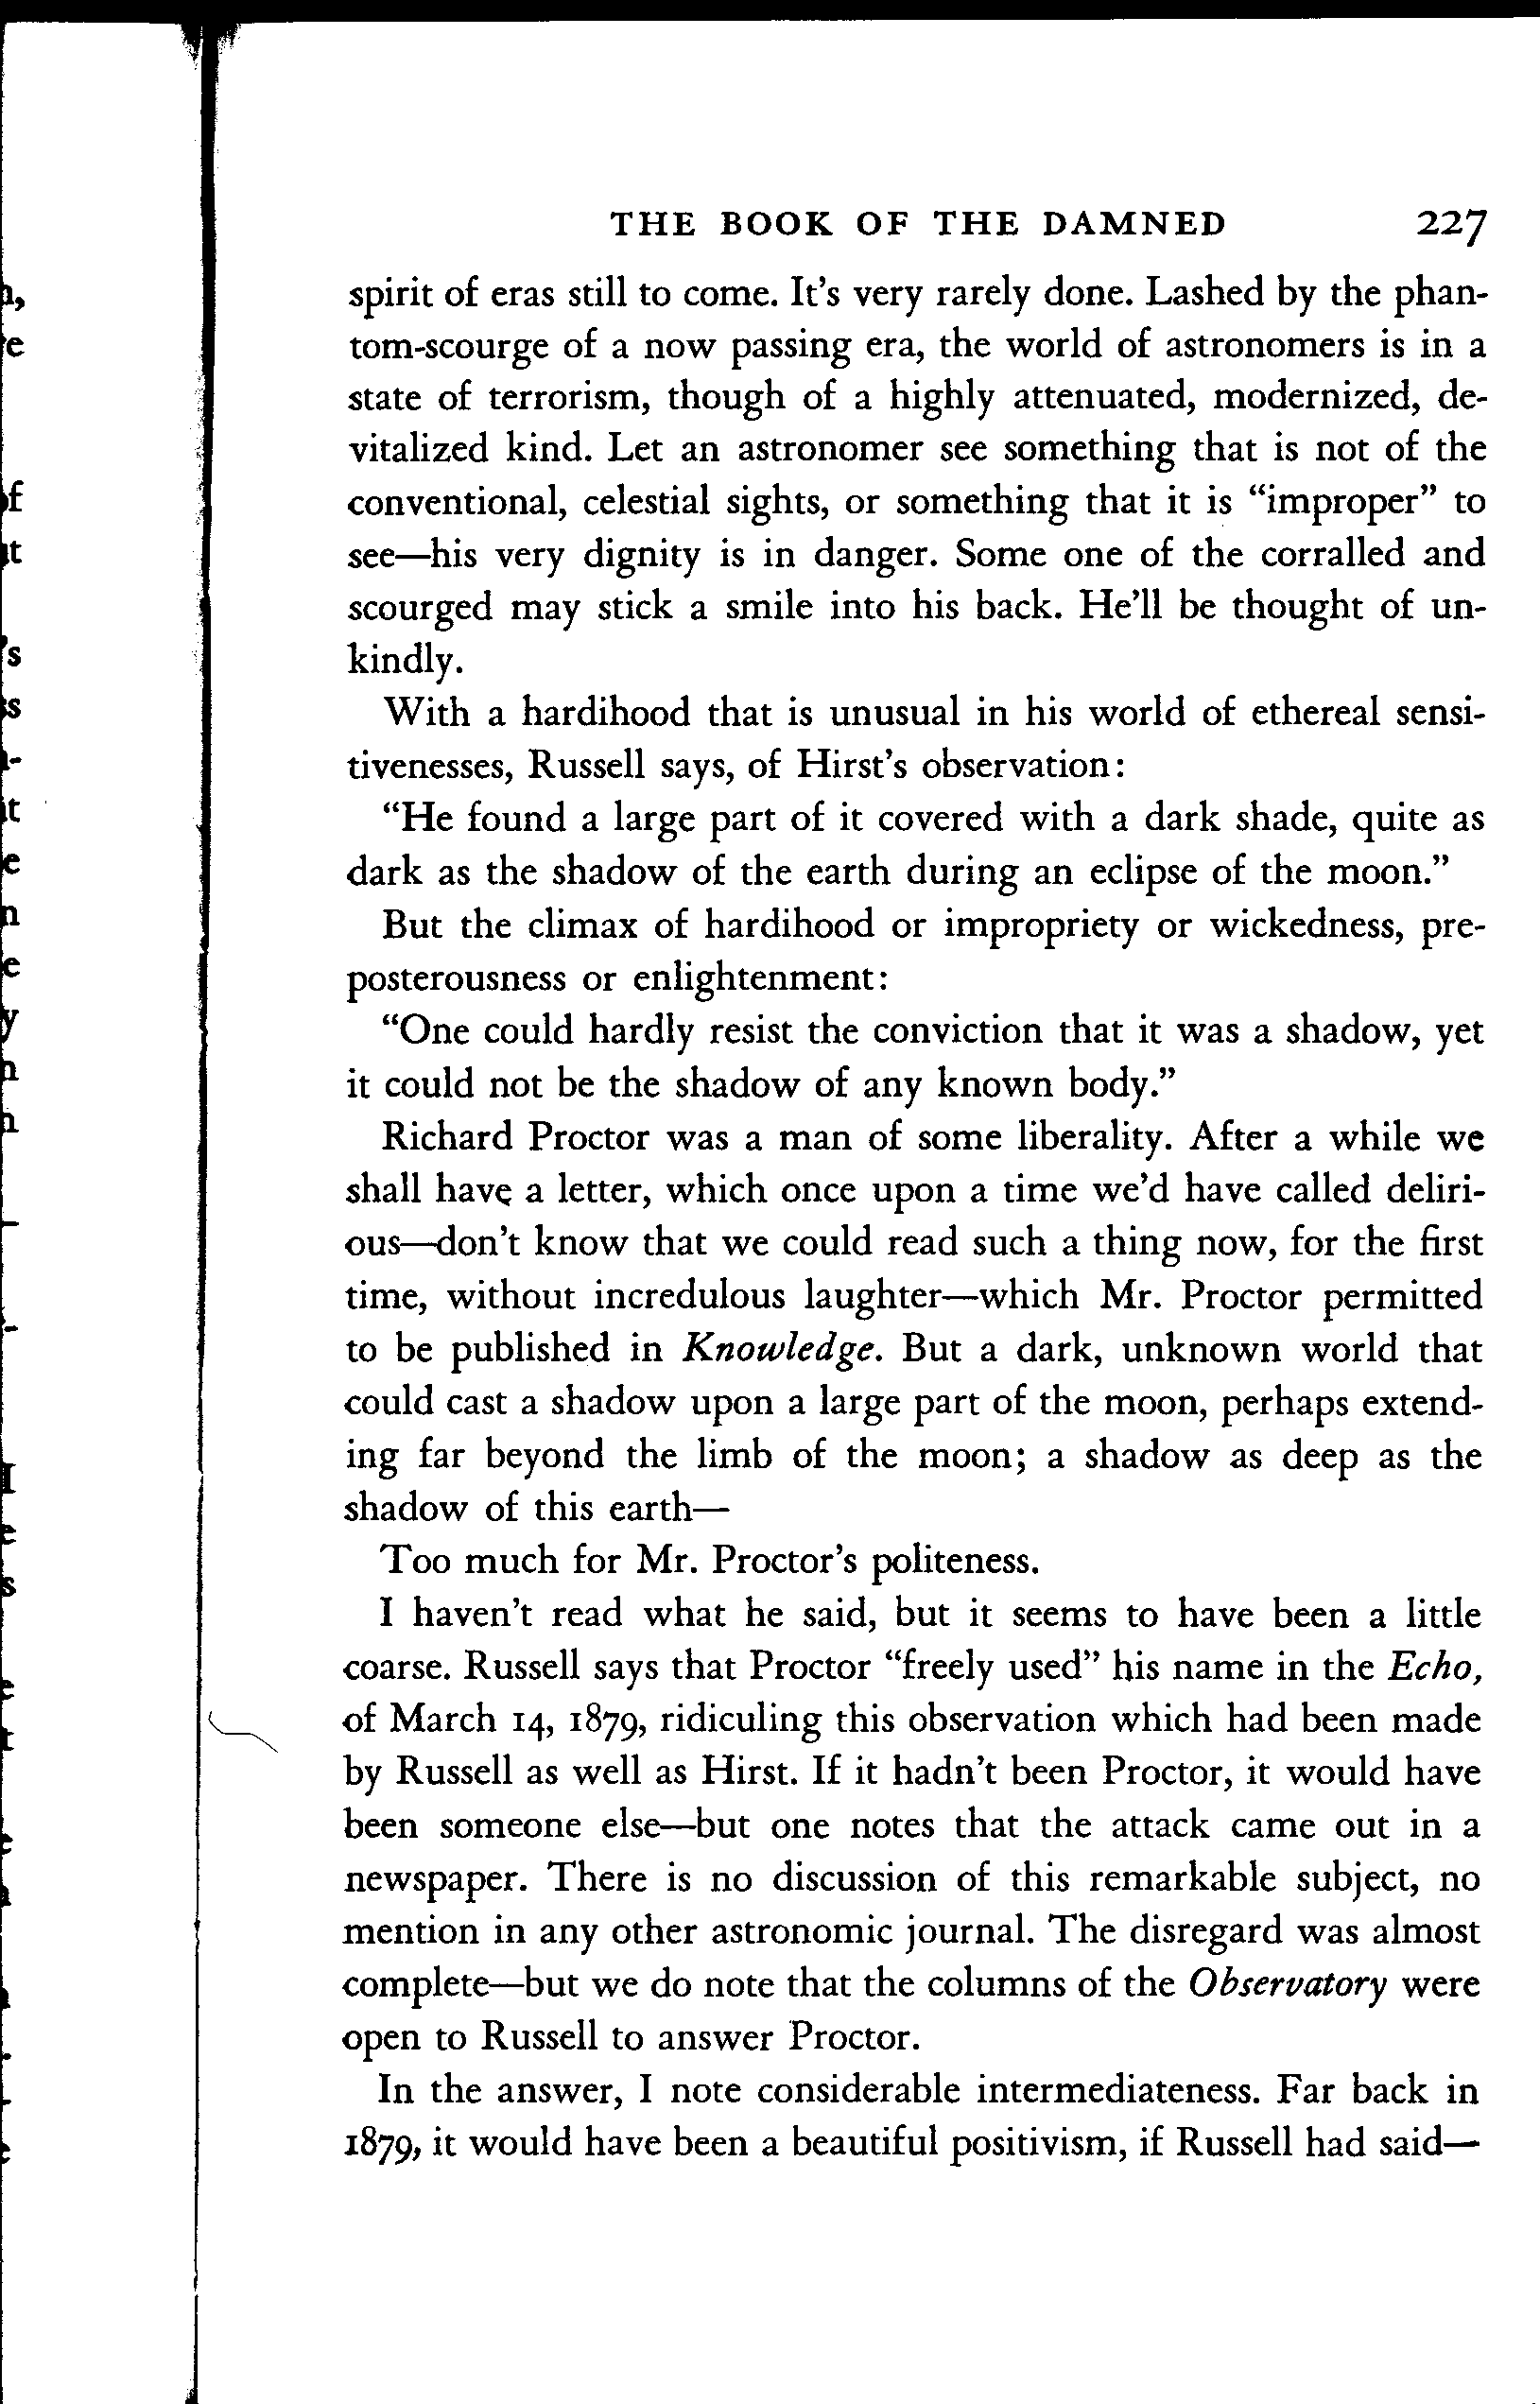 THE BOOK OF THE DAMNED 227
spirit of eras still to come. It's very rarely done. Lashed by the phan-
tom-scourge of a now passing era, the world of astronomers is in a
state of terrorism, though of a highly attenuated, modernized, de-
vitalized kind. Let an astronomer see something that is not of the
conventional, celestial sights, or something that it is "improper" to
see—his very dignity is in danger. Some one of the corralled and
scourged may stick a smile into his back. He'll be thought of un-
kindly.
With a hardihood that is unusual in his world of ethereal sensi-
tivenesses, Russell says, of Hirst's observation:
"He found a large part of it covered with a dark shade, quite as
dark as the shadow of the earth during an eclipse of the moon."
But the climax of hardihood or impropriety or wickedness, pre-
posterousness or enlightenment:
"One could hardly resist the conviction that it was a shadow, yet
it could not be the shadow of any known body."
Richard Proctor was a man of some liberality. After a while we
shall have a letter, which once upon a time we'd have called deliri-
ous—don't know that we could read such a thing now, for the first
time, without incredulous laughter—which Mr. Proctor permitted
to be published in Knowledge. But a dark, unknown world that
could cast a shadow upon a large part of the moon, perhaps extend-
ing far beyond the limb of the moon; a shadow as deep as the
shadow of this earth—
Too much for Mr. Proctor's politeness.
I haven't read what he said, but it seems to have been a little
coarse. Russell says that Proctor "freely used" his name in the Echo,
of March 14, 1879, ridiculing this observation which had been made
by Russell as well as Hirst. If it hadn't been Proctor, it would have
been someone else—but one notes that the attack came out in a
newspaper. There is no discussion of this remarkable subject, no
mention in any other astronomic journal. The disregard was almost
complete—but we do note that the columns of the Observatory were
open to Russell to answer Proctor.
In the answer, I note considerable intermediateness. Far back in
1879, it would have been a beautiful positivism, if Russell had said—